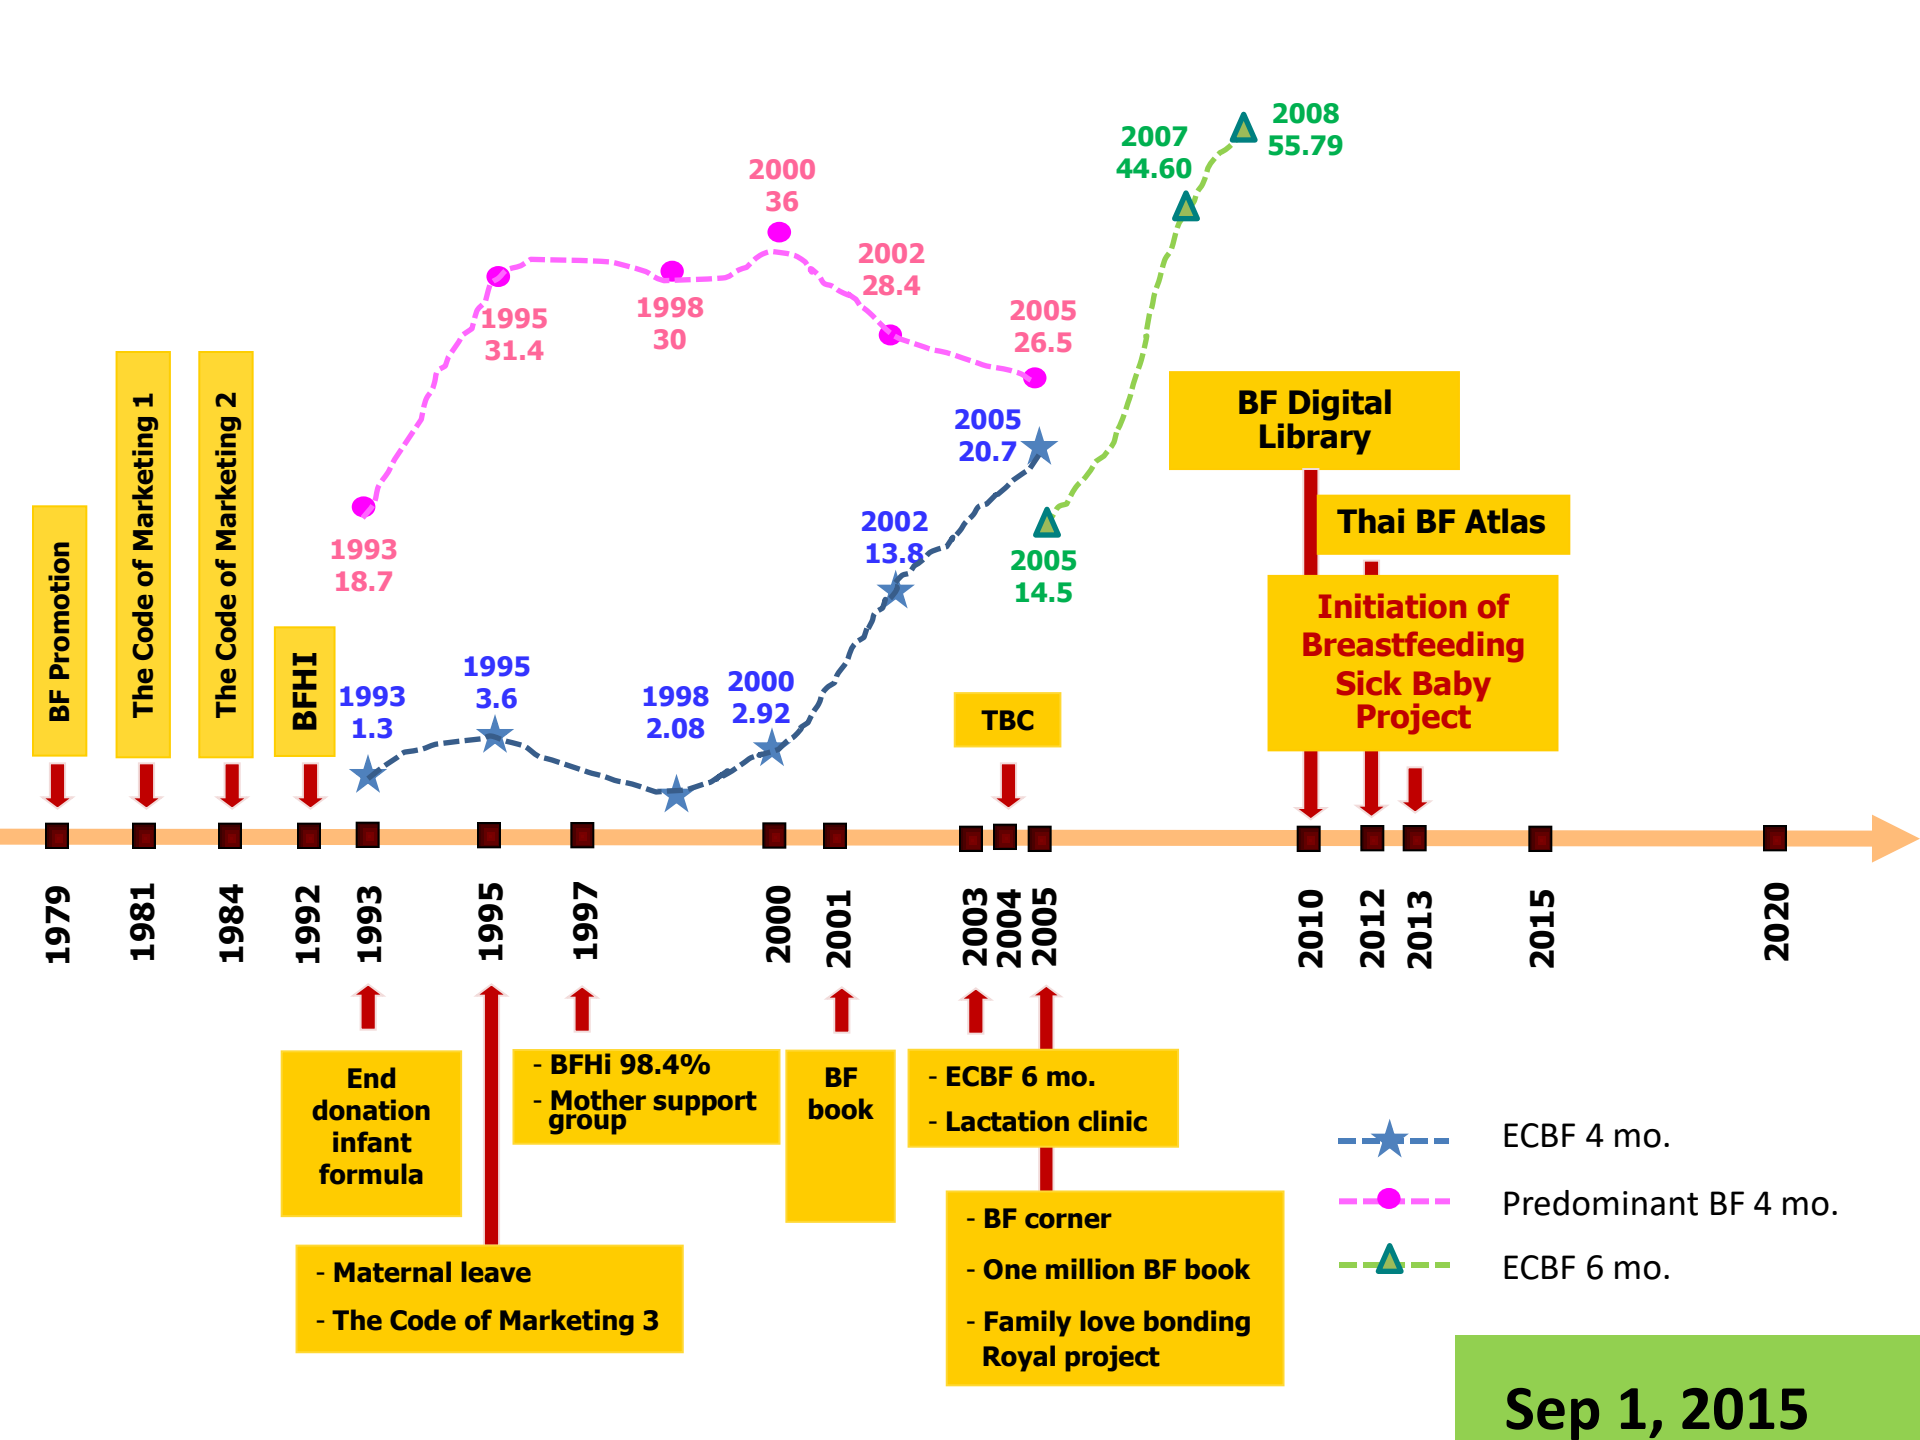 2008
55.79
2007
44.60
2000
36
2002
28.4
1995
31.4
1998
30
2005
26.5
1993
18.7
2005
20.7
2002
13.8
2005
14.5
1993
1.3
1995
3.6
1998
2.08
2000
2.92
BF Promotion
The Code of Marketing 1
The Code of Marketing 2
BFHI
TBC
BF Digital
Library
Thai BF Atlas
Initiation of
Breastfeeding
Sick Baby
Project
1979
1981
1984
1992
1993
1995
1997
2000
2001
2003
2004
2005
2010
2012
2013
2015
2020
End
donation
infant
formula
- Maternal leave
- The Code of Marketing 3
- BFHi 98.4%
- Mother support
group
BF
book
- ECBF 6 mo.
- Lactation clinic
- BF corner
- One million BF book
- Family love bonding
Royal project
ECBF 4 mo.
Predominant BF 4 mo.
ECBF 6 mo.
Sep 1, 2015